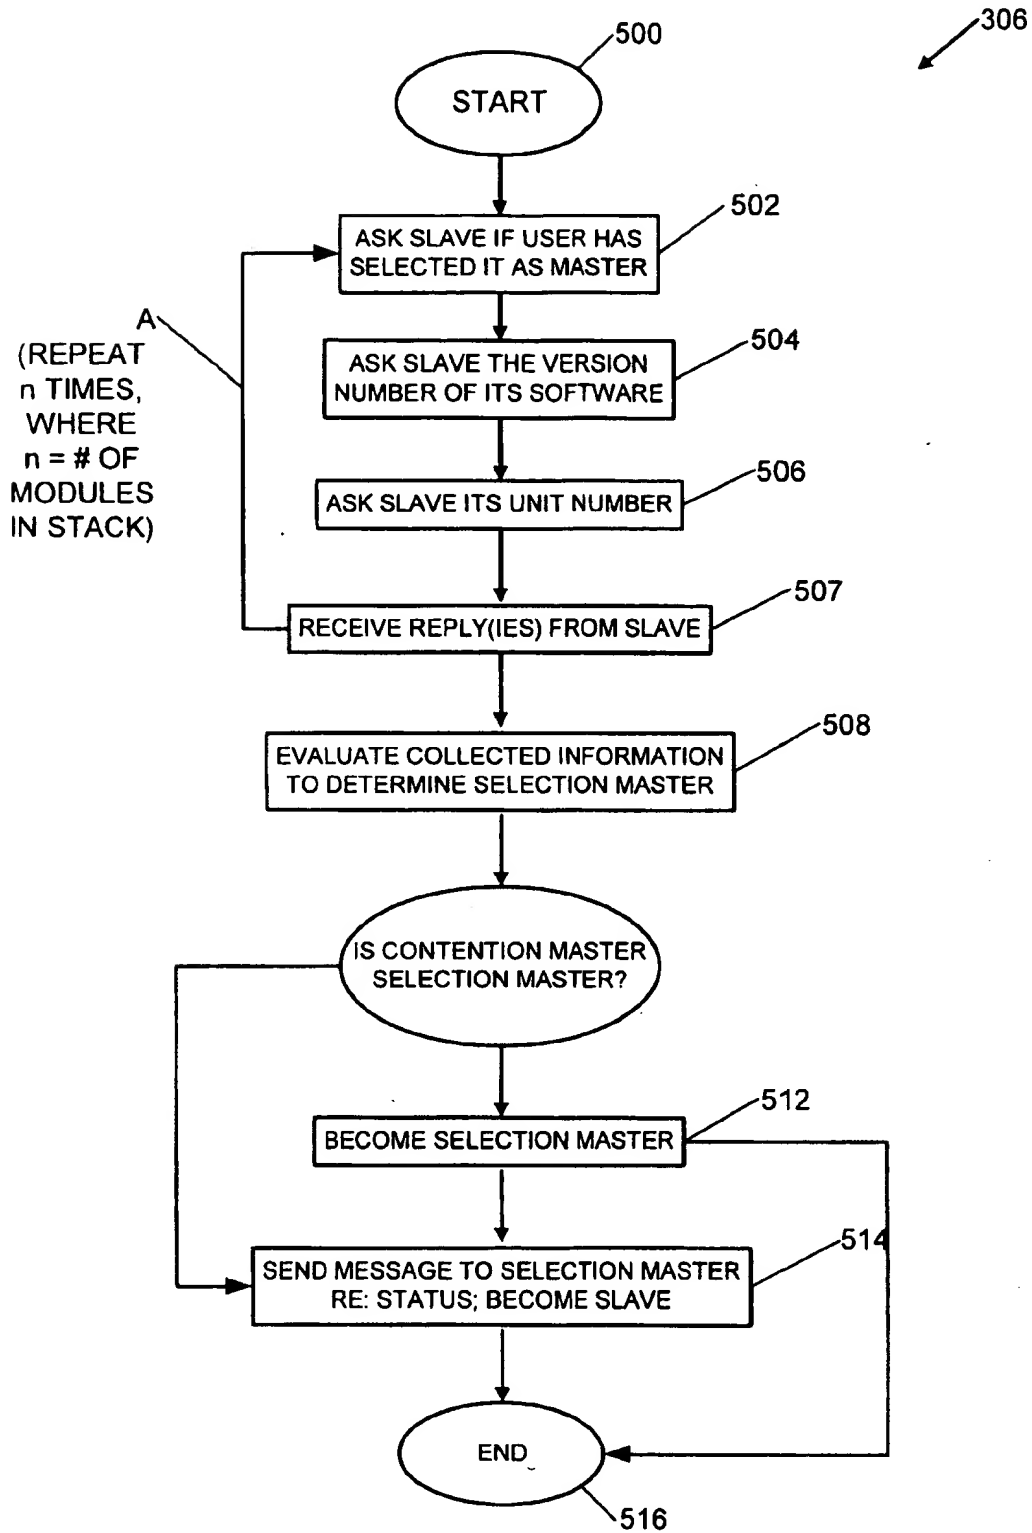 306
500
START
502
ASK SLAVE IF USER HAS
SELECTED IT AS MASTER
A
(REPEAT
n TIMES,
WHERE
n = # OF
MODULES
IN STACK)
504
ASK SLAVE THE VERSION
NUMBER OF ITS SOFTWARE
506
ASK SLAVE ITS UNIT NUMBER
507
RECEIVE REPLY(IES) FROM SLAVE
508
EVALUATE COLLECTED INFORMATION
TO DETERMINE SELECTION MASTER
IS CONTENTION MASTER
SELECTION MASTER?
512
BECOME SELECTION MASTER
514
SEND MESSAGE TO SELECTION MASTER
RE: STATUS; BECOME SLAVE
END
516